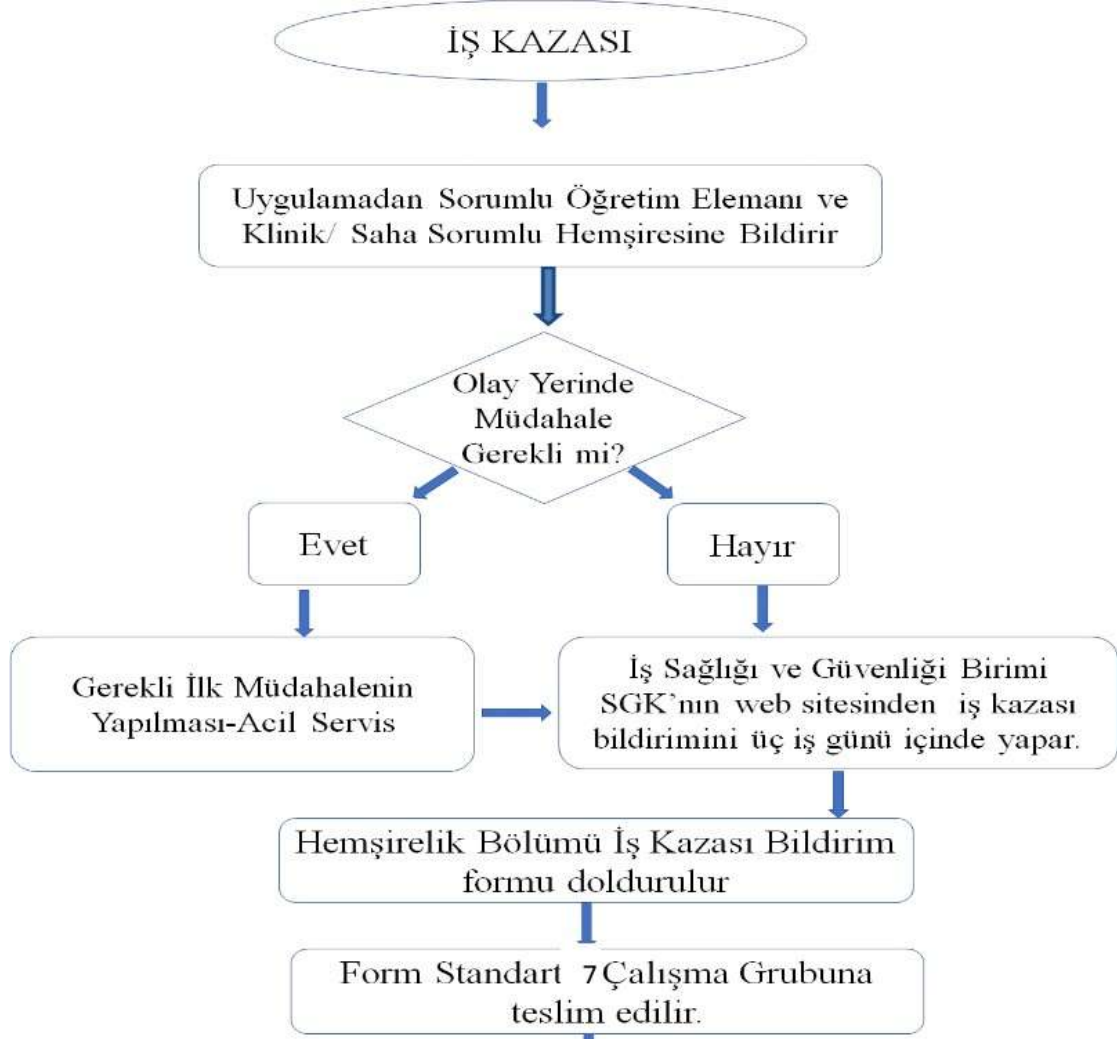 İŞ KAZASI
Uygulamadan Sorumlu Öğretim Elemanı ve
Klinik/ Saha Sorumlu Hemşiresine Bildirir
Olay Yerinde
Müdahale
Gerekli mi?
Evet
Hayır
Gerekli İlk Müdahalenin
Yapılması-Acil Servis
İş Sağlığı ve Güvenliği Birimi
SGK'nın web sitesinden iş kazası
bildirimini üç iş günü içinde yapar.
Hemşirelik Bölümü İş Kazası Bildirim
formu doldurulur
Form Standart 7 Çalışma Grubuna
teslim edilir.